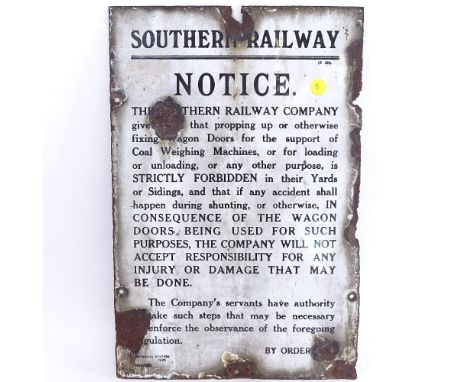 SOUTHERN RAILWAY
NOTICE.
THE SOUTHERN RAILWAY COMPANY
give that propping up or otherwise
fixing Wagon Doors for the support of
Coal Weighing Machines, or for loading
or unloading, or any other purpose, is
STRICTLY FORBIDDEN in their Yards
or Sidings, and that if any accident shall
happen during shunting, or otherwise, IN
CONSEQUENCE OF THE WAGON
DOORS BEING USED FOR SUCH
PURPOSES, THE COMPANY WILL NOT
ACCEPT RESPONSIBILITY FOR ANY
INJURY OR DAMAGE THAT MAY
BE DONE.
The Company's servants have authority
take such steps that may be necessary
enforce the observance of the foregoing
gulation.
BY ORDER